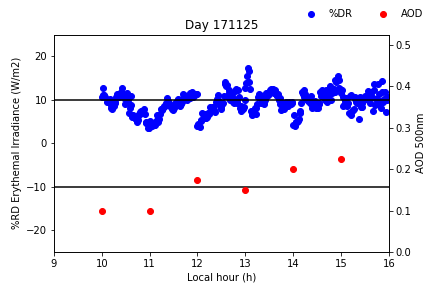 %DR AOD
Day 171125
%RD Erythermal Irradiance (W/m2)
20
10
0
−10
−20
0.5
0.4
0.3
0.2
0.1
0.0
AOD 500nm
9 10 11 12 13 14 15 16
Local hour (h)